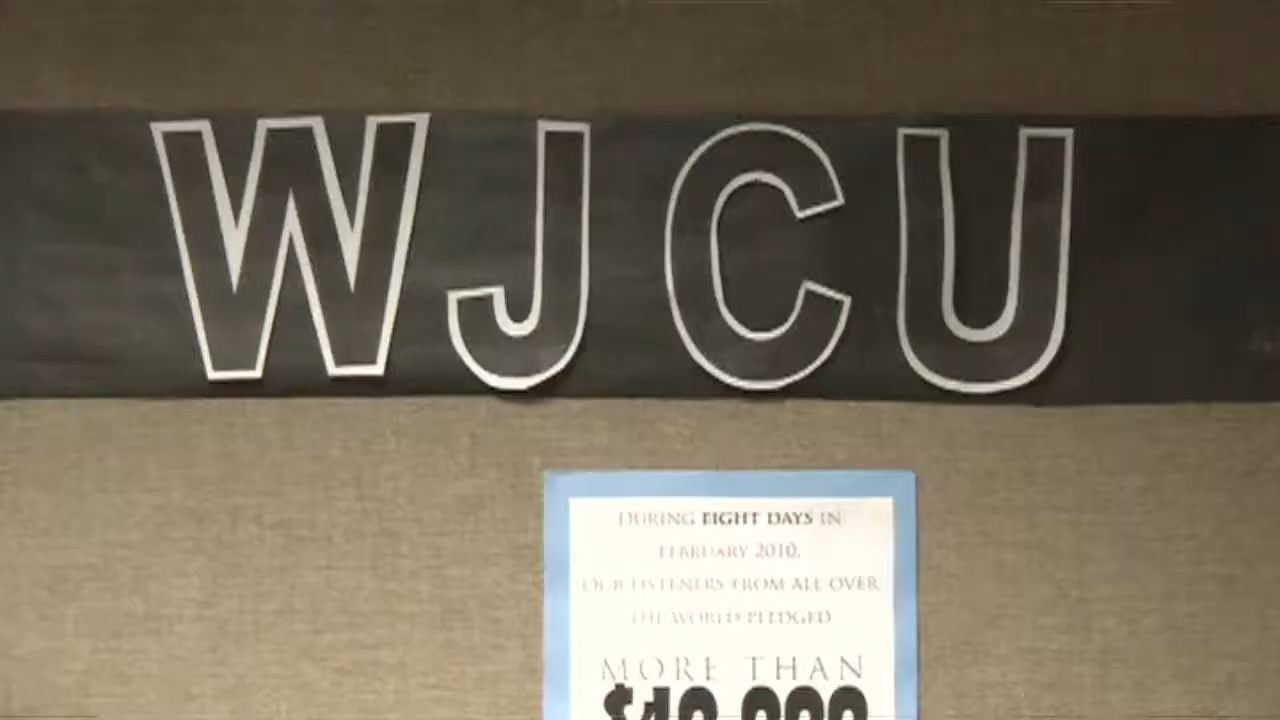 WJCU
DURING EIGHT DAYS IN
FEBRUARY 2010,
OUR LISTENERS FROM ALL OVER
THE WORLD PLEDGED
MORE THAN